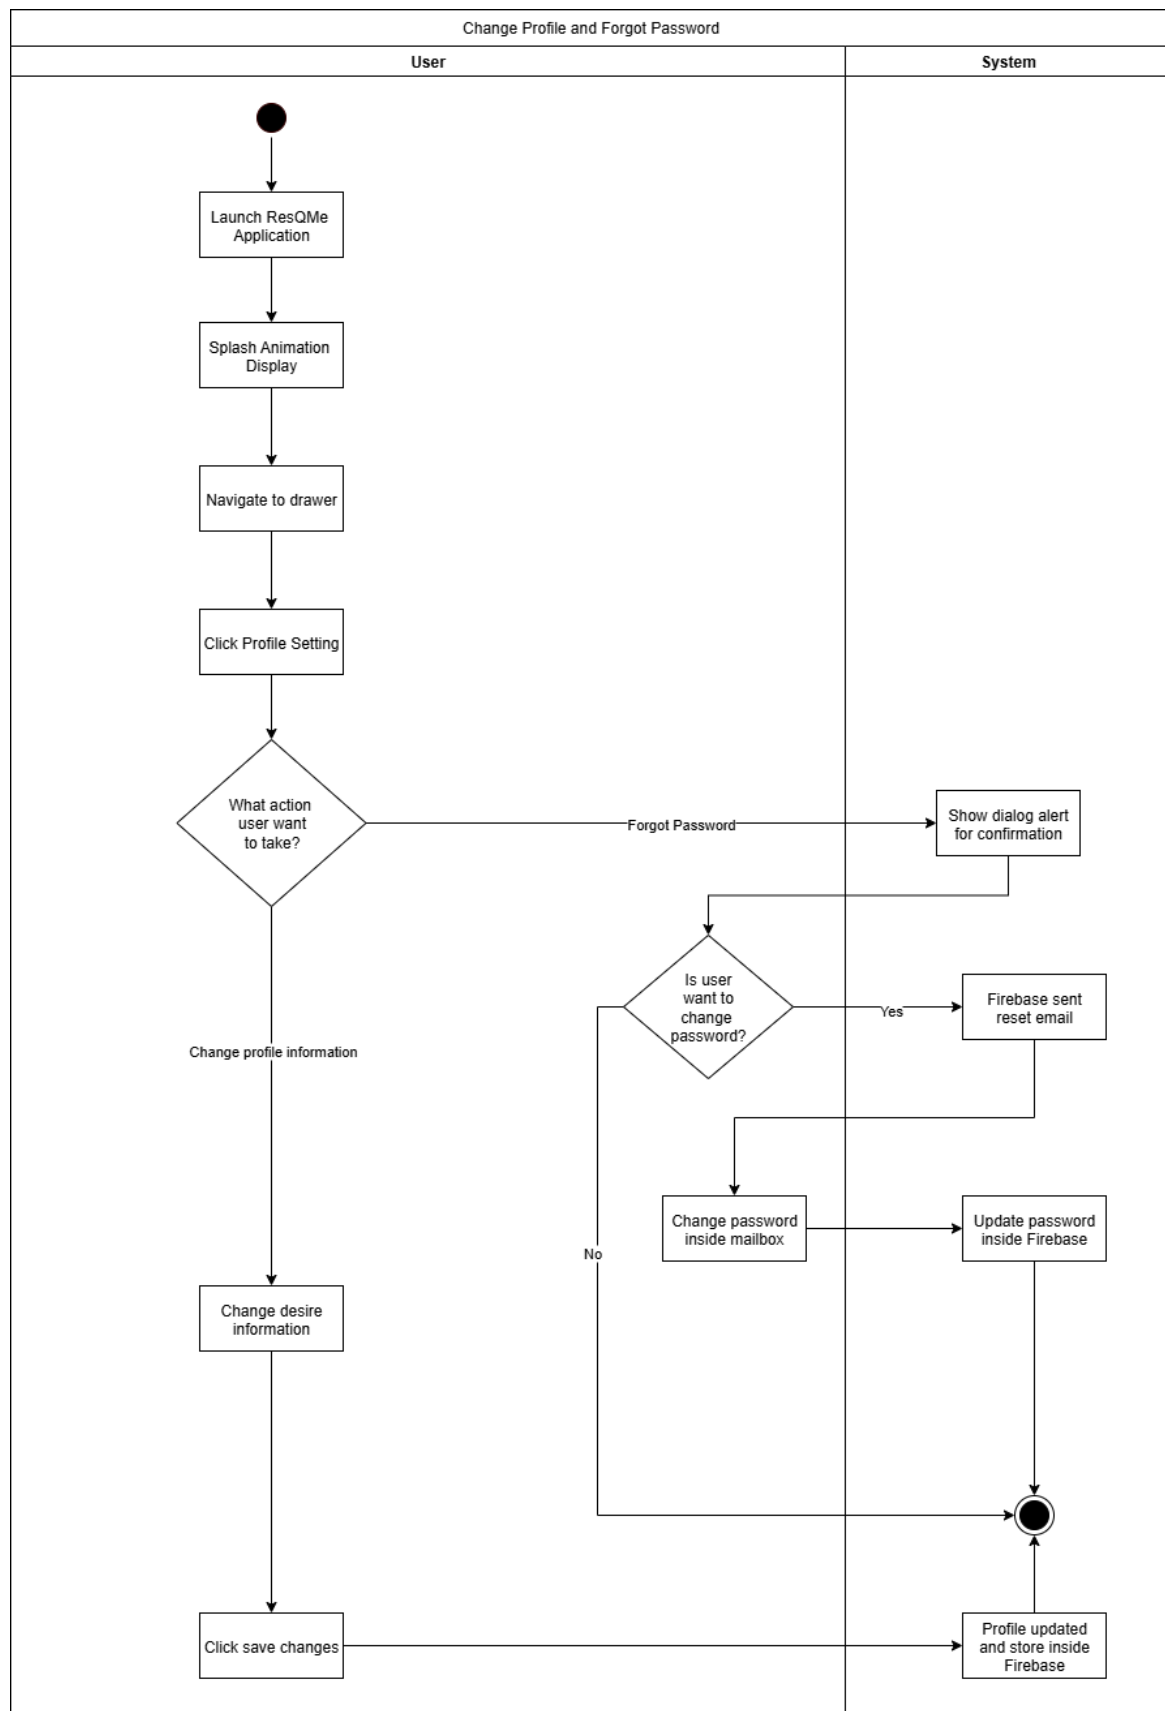 Change Profile and Forgot Password
User
System
Launch ResQMe
Application
Splash Animation
Display
Navigate to drawer
Click Profile Setting
What action
user want
to take?
Forgot Password
Show dialog alert
for confirmation
Is user
want to
change
password?
Yes
Firebase sent
reset email
Change profile information
Change password
inside mailbox
Update password
inside Firebase
No
Change desire
information
Click save changes
Profile updated
and store inside
Firebase